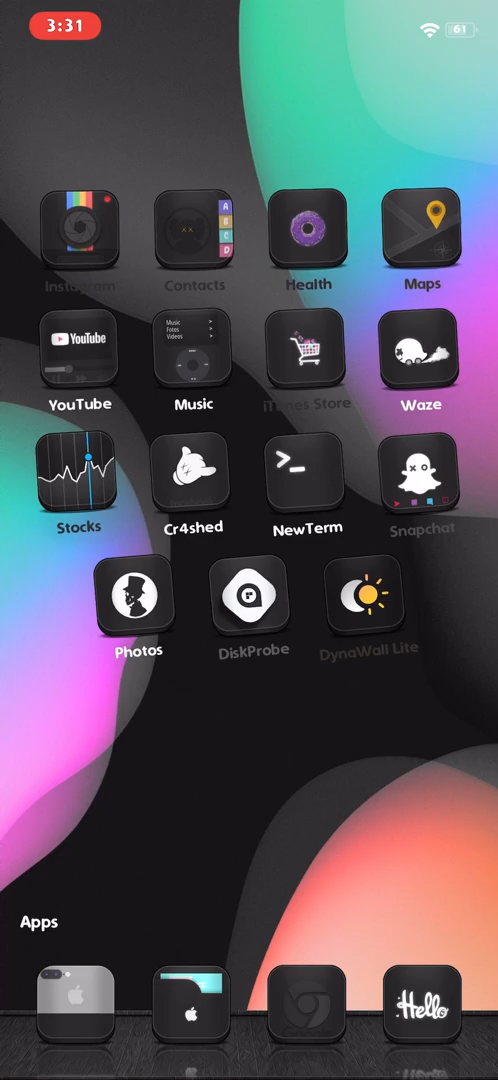 3:31
61
A
B
C
D
Instagram
Contacts
Health
Maps
YouTube
Music >
Fotos >
Videos >
YouTube
Music
iTunes Store
Waze
>_
Stocks
Cr4shed
NewTerm
Snapchat
Photos
DiskProbe
DynaWall Lite
Apps
Hello